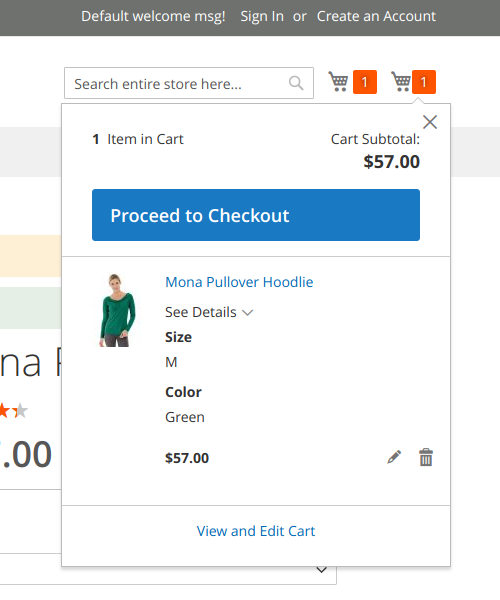 Default welcome msg! Sign In or Create an Account
Search entire store here...
1
1
1 Item in Cart
Cart Subtotal:
$57.00
Proceed to Checkout
Mona Pullover Hoodlie
See Details
Size
M
Color
Green
$57.00
View and Edit Cart
na
.00